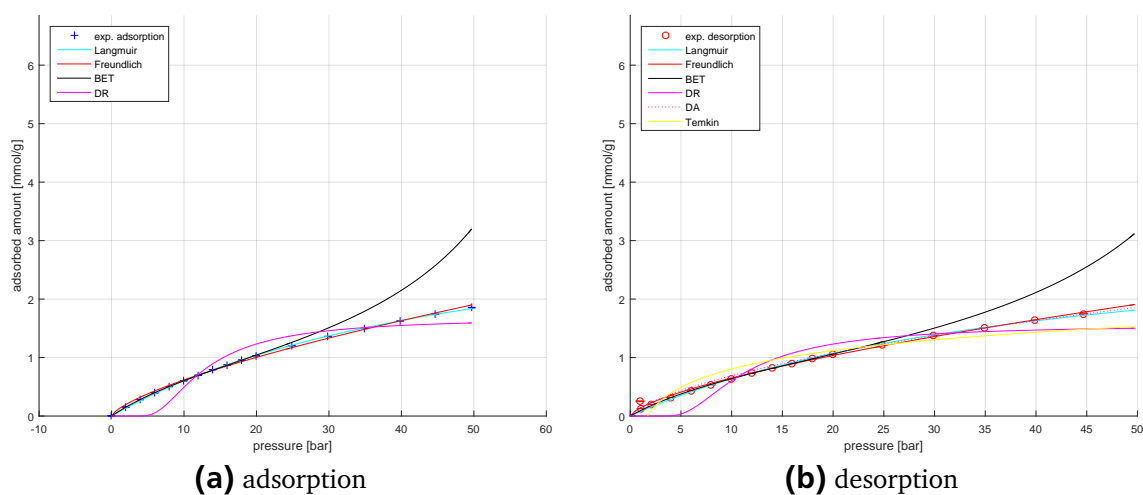 exp. adsorption
Langmuir
Freundlich
BET
DR
adsorbed amount [mmol/g]
6
5
4
3
2
1
0
-10 0 10 20 30 40 50 60
pressure [bar]
(a) adsorption
exp. desorption
Langmuir
Freundlich
BET
DR
DA
Temkin
adsorbed amount [mmol/g]
6
5
4
3
2
1
0
0 5 10 15 20 25 30 35 40 45 50
pressure [bar]
(b) desorption